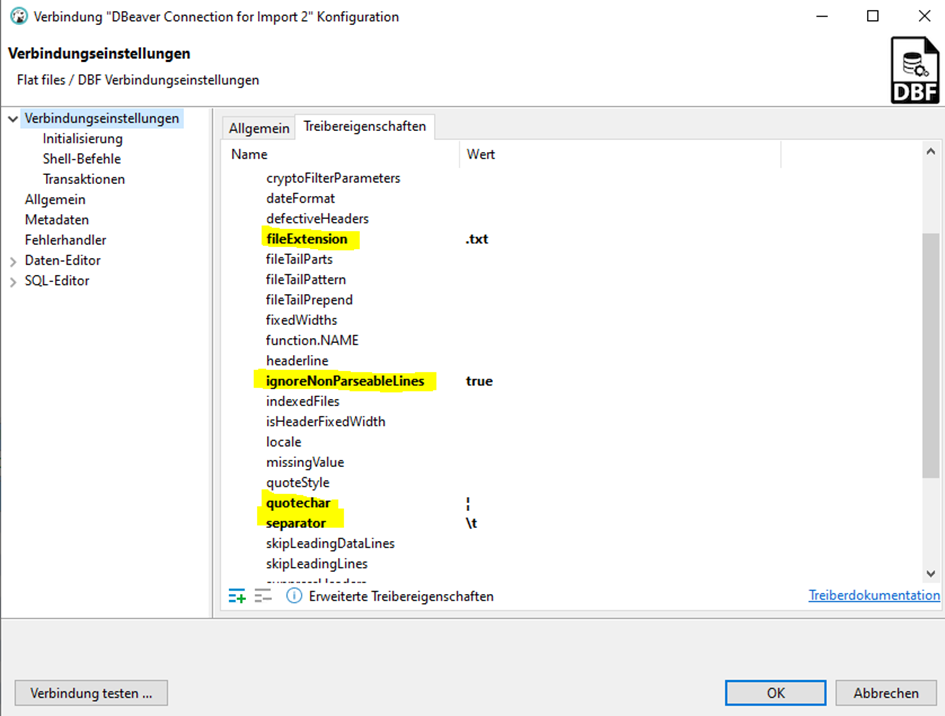 Verbindung "DBeaver Connection for Import 2" Konfiguration
Verbindungseinstellungen
Flat files / DBF Verbindungseinstellungen
DBF
Verbindungseinstellungen
Initialisierung
Shell-Befehle
Transaktionen
Allgemein
Metadaten
Fehlerhandler
Daten-Editor
SQL-Editor
Allgemein Treibereigenschaften
Name Wert
cryptoFilterParameters
dateFormat
defectiveHeaders
fileExtension .txt
fileTailParts
fileTailPattern
fileTailPrepend
fixedWidths
function.NAME
headerline
ignoreNonParseableLines true
indexedFiles
isHeaderFixedWidth
locale
missingValue
quoteStyle
quotechar ¦
separator \t
skipLeadingDataLines
skipLeadingLines
Erweiterte Treibereigenschaften Treiberdokumentation
Verbindung testen ... OK Abbrechen